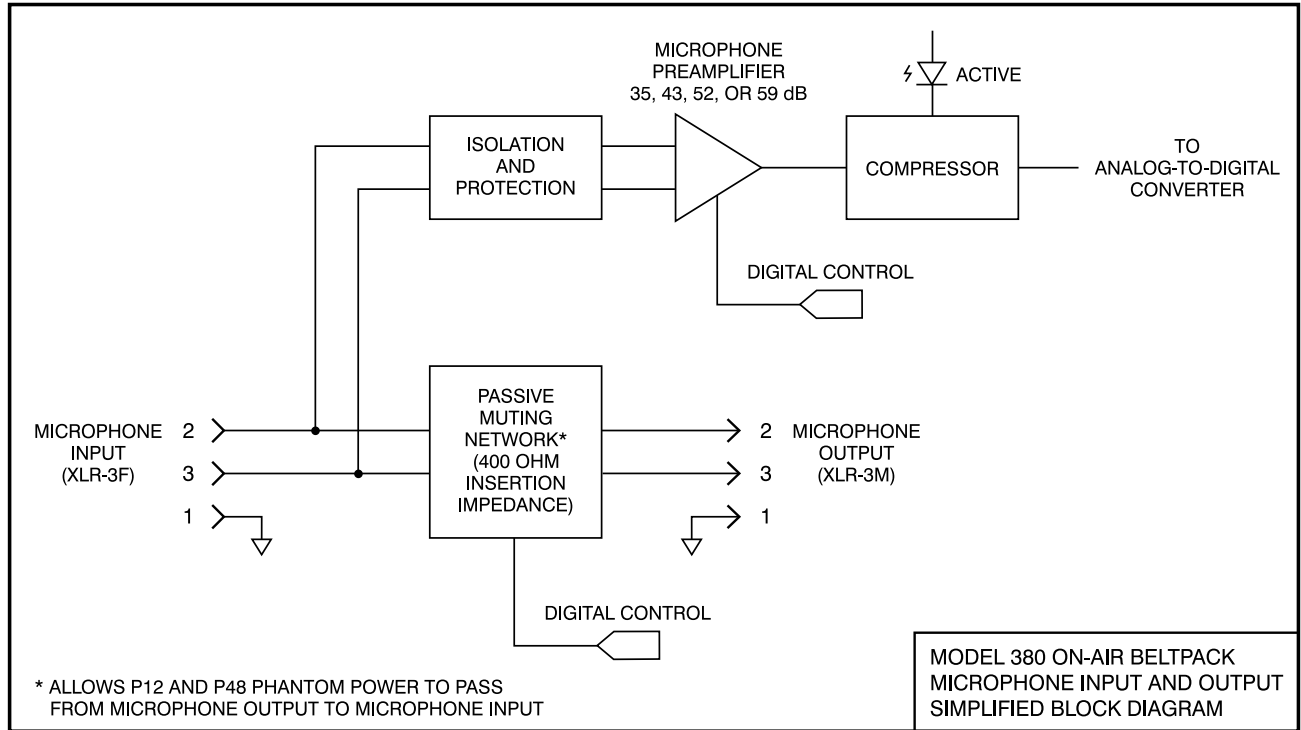 MICROPHONE
PREAMPLIFIER
35, 43, 52, OR 59 dB
ACTIVE
ISOLATION
AND
PROTECTION
COMPRESSOR
TO
ANALOG-TO-DIGITAL
CONVERTER
DIGITAL CONTROL
MICROPHONE
INPUT
(XLR-3F)
2
3
1
PASSIVE
MUTING
NETWORK*
(400 OHM
INSERTION
IMPEDANCE)
2
3
1
MICROPHONE
OUTPUT
(XLR-3M)
DIGITAL CONTROL
* ALLOWS P12 AND P48 PHANTOM POWER TO PASS
FROM MICROPHONE OUTPUT TO MICROPHONE INPUT
MODEL 380 ON-AIR BELTPACK
MICROPHONE INPUT AND OUTPUT
SIMPLIFIED BLOCK DIAGRAM